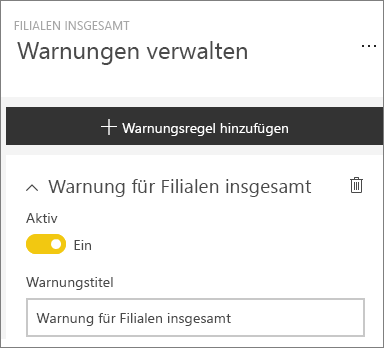 FILIALEN INSGESAMT
Warnungen verwalten
Warnungsregel hinzufügen
Warnung für Filialen insgesamt
Aktiv
Ein
Warnungstitel
Warnung für Filialen insgesamt